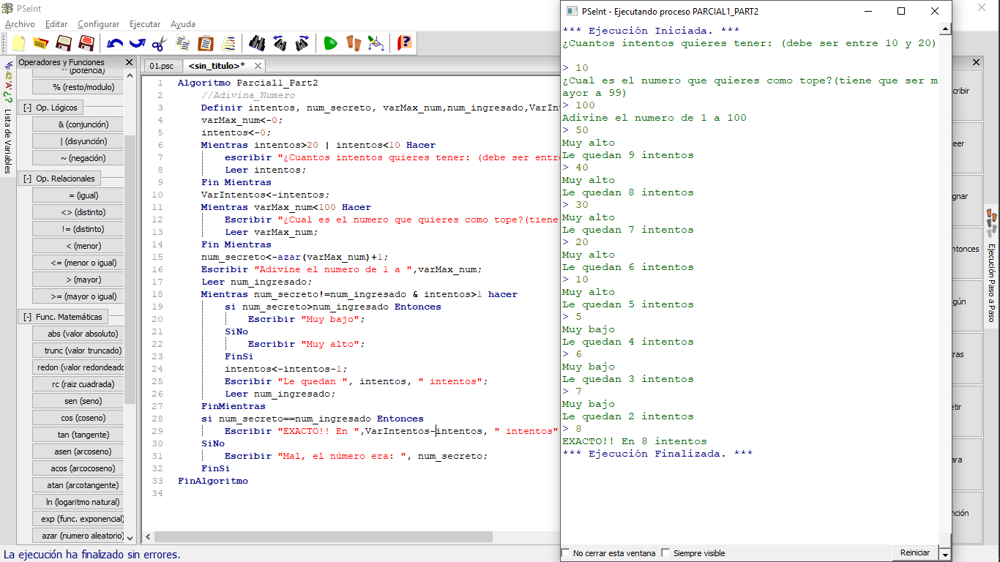 PSeInt
Archivo Editar Configurar Ejecutar Ayuda
Operadores y Funciones
^ (potencia)
% (resto/modulo)
[-] Op. Lógicos
& (conjunción)
| (disyunción)
~ (negación)
[-] Op. Relacionales
= (igual)
<> (distinto)
!= (distinto)
< (menor)
<= (menor o igual)
> (mayor)
>= (mayor o igual)
[-] Func. Matemáticas
abs (valor absoluto)
trunc (valor truncado)
redon (valor redondeado
rc (raiz cuadrada)
sen (seno)
cos (coseno)
tan (tangente)
asen (arcoseno)
acos (arcocoseno)
atan (arcotangente)
ln (logaritmo natural)
exp (func. exponencial)
azar (numero aleatorio)
Lista de Variables
01.psc <sin_titulo>*
1 Algoritmo Parcial1_Part2
2 //Adivina_Numero
3 Definir intentos, num_secreto, varMax_num,num_ingresado,VarInt
4 varMax_num<-0;
5 intentos<-0;
6 Mientras intentos>20 | intentos<10 Hacer
7 escribir "¿Cuantos intentos quieres tener: (debe ser entre
8 Leer intentos;
9 Fin Mientras
10 VarIntentos<-intentos;
11 Mientras varMax_num<100 Hacer
12 Escribir "¿Cual es el numero que quieres como tope?(tiene
13 Leer varMax_num;
14 Fin Mientras
15 num_secreto<-azar(varMax_num)+1;
16 Escribir "Adivine el numero de 1 a ",varMax_num;
17 Leer num_ingresado;
18 Mientras num_secreto!=num_ingresado & intentos>1 hacer
19 si num_secreto>num_ingresado Entonces
20 Escribir "Muy bajo";
21 SiNo
22 Escribir "Muy alto";
23 FinSi
24 intentos<-intentos-1;
25 Escribir "Le quedan ", intentos, " intentos";
26 Leer num_ingresado;
27 FinMientras
28 si num_secreto==num_ingresado Entonces
29 Escribir "EXACTO!! En ",VarIntentos-intentos, " intentos"
30 SiNo
31 Escribir "Mal, el número era: ", num_secreto;
32 FinSi
33 FinAlgoritmo
34
La ejecución ha finalizado sin errores.
PSeInt - Ejecutando proceso PARCIAL1_PART2
*** Ejecución Iniciada. ***
¿Cuantos intentos quieres tener: (debe ser entre 10 y 20)
> 10
¿Cual es el numero que quieres como tope?(tiene que ser m
ayor a 99)
> 100
Adivine el numero de 1 a 100
> 50
Muy alto
Le quedan 9 intentos
> 40
Muy alto
Le quedan 8 intentos
> 30
Muy alto
Le quedan 7 intentos
> 20
Muy alto
Le quedan 6 intentos
> 10
Muy alto
Le quedan 5 intentos
> 5
Muy bajo
Le quedan 4 intentos
> 6
Muy bajo
Le quedan 3 intentos
> 7
Muy bajo
Le quedan 2 intentos
> 8
EXACTO!! En 8 intentos
*** Ejecución Finalizada. ***
No cerrar esta ventana Siempre visible Reiniciar
cribir
eer
gnar
ntonces
gún
ras
etir
ara
nción
Ejecución Paso a Paso